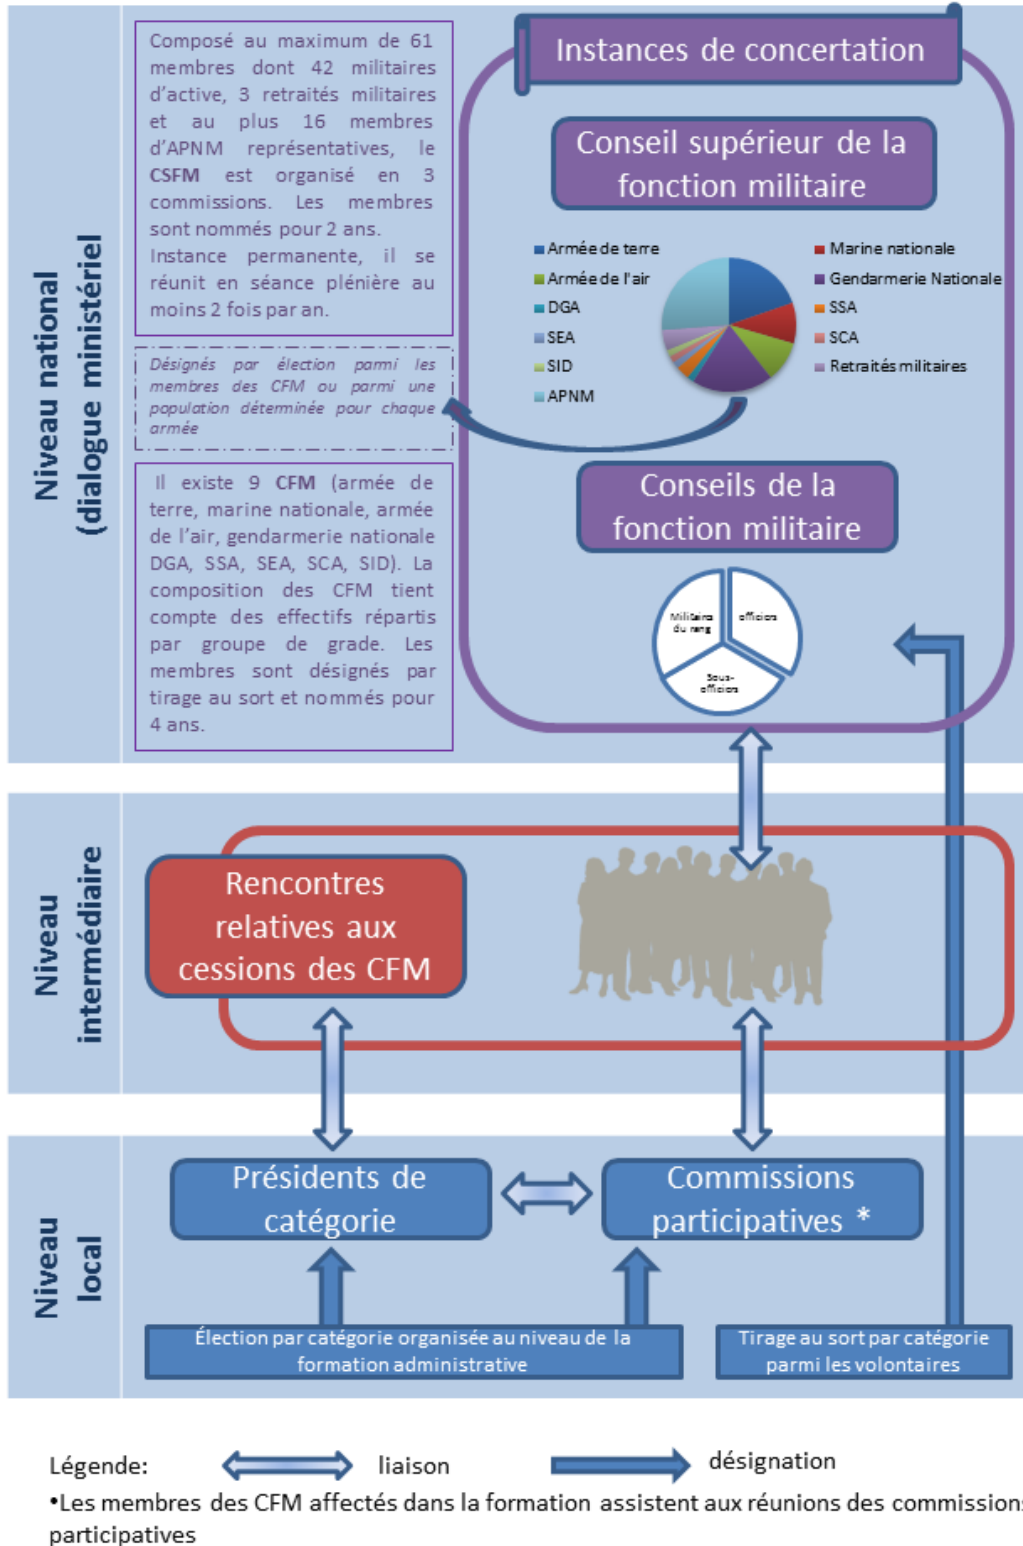 Niveau national
(dialogue ministériel
Composé au maximum de 61
membres dont 42 militaires
d'active, 3 retraités militaires
et au plus 16 membres
d'APNM représentatives, le
CSFM est organisé en 3
commissions. Les membres
sont nommés pour 2 ans.
Instance permanente, il se
réunit en séance plénière au
moins 2 fois par an.
Désignés par élection parmi les
membres des CFM ou parmi une
population déterminée pour chaque
armée
Il existe 9 CFM (armée de
terre, marine nationale, armée
de l'air, gendarmerie nationale
DGA, SSA, SEA, SCA, SID). La
composition des CFM tient
compte des effectifs répartis
par groupe de grade. Les
membres sont désignés par
tirage au sort et nommés pour
4 ans.
Instances de concertation
Conseil supérieur de la
fonction militaire
Armée de terre
Marine nationale
Armée de l'air
Gendarmerie Nationale
DGA
SSA
SEA
SCA
SID
Retraités militaires
APNM
Conseils de la
fonction militaire
Militaires
du rang
officiers
Sous-
officiers
Niveau
intermédiaire
Rencontres
relatives aux
cessions des CFM
Niveau
local
Présidents de
catégorie
Commissions
participatives *
Élection par catégorie organisée au niveau de la
formation administrative
Tirage au sort par catégorie
parmi les volontaires
Légende:
liaison
désignation
•Les membres des CFM affectés dans la formation assistent aux réunions des commissions
participatives